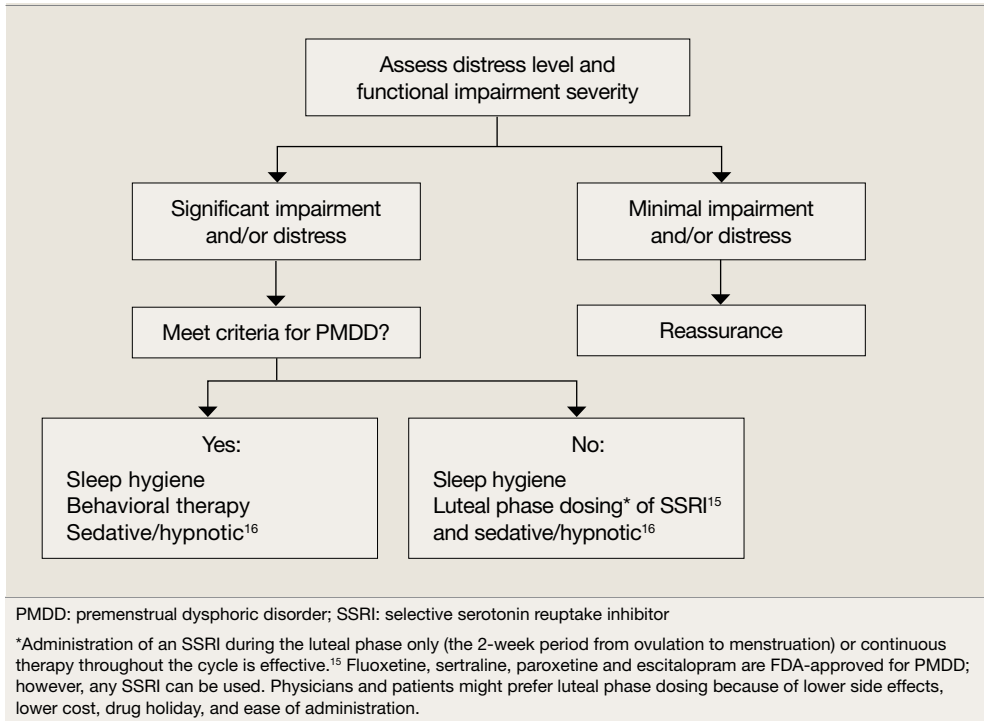 Assess distress level and
functional impairment severity
Significant impairment
and/or distress
Minimal impairment
and/or distress
Meet criteria for PMDD?
Reassurance
Yes:
Sleep hygiene
Behavioral therapy
Sedative/hypnotic¹⁶
No:
Sleep hygiene
Luteal phase dosing* of SSRI¹⁵
and sedative/hypnotic¹⁶
PMDD: premenstrual dysphoric disorder; SSRI: selective serotonin reuptake inhibitor
*Administration of an SSRI during the luteal phase only (the 2-week period from ovulation to menstruation) or continuous
therapy throughout the cycle is effective.¹⁵ Fluoxetine, sertraline, paroxetine and escitalopram are FDA-approved for PMDD;
however, any SSRI can be used. Physicians and patients might prefer luteal phase dosing because of lower side effects,
lower cost, drug holiday, and ease of administration.